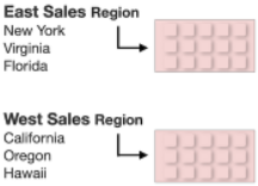 East Sales Region
New York
Virginia
Florida
West Sales Region
California
Oregon
Hawaii